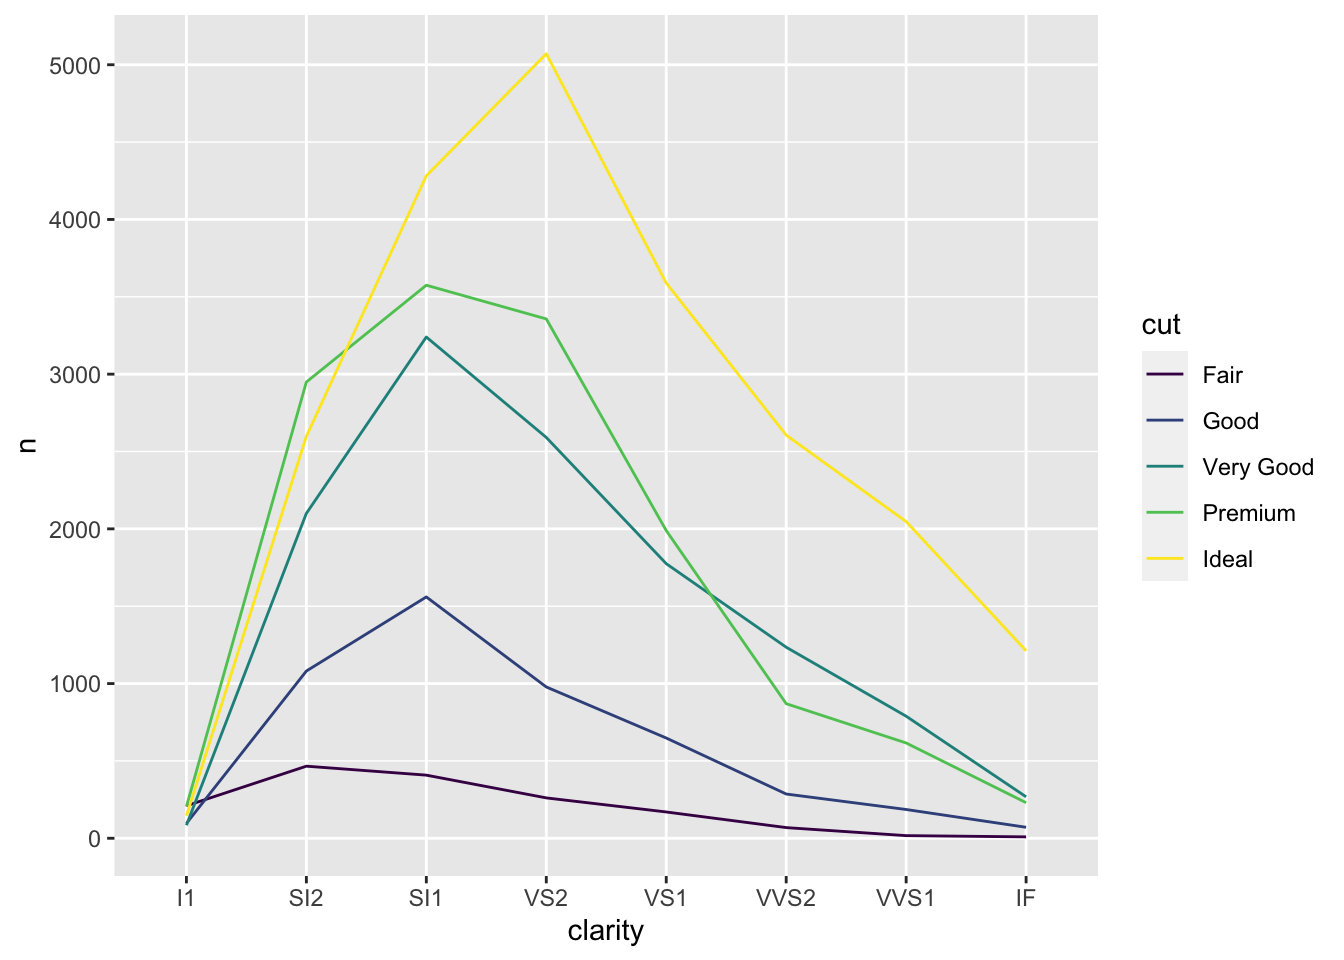 5000
4000
3000
2000
1000
0
n
I1 SI2 SI1 VS2 VS1 VVS2 VVS1 IF
clarity
cut
Fair
Good
Very Good
Premium
Ideal